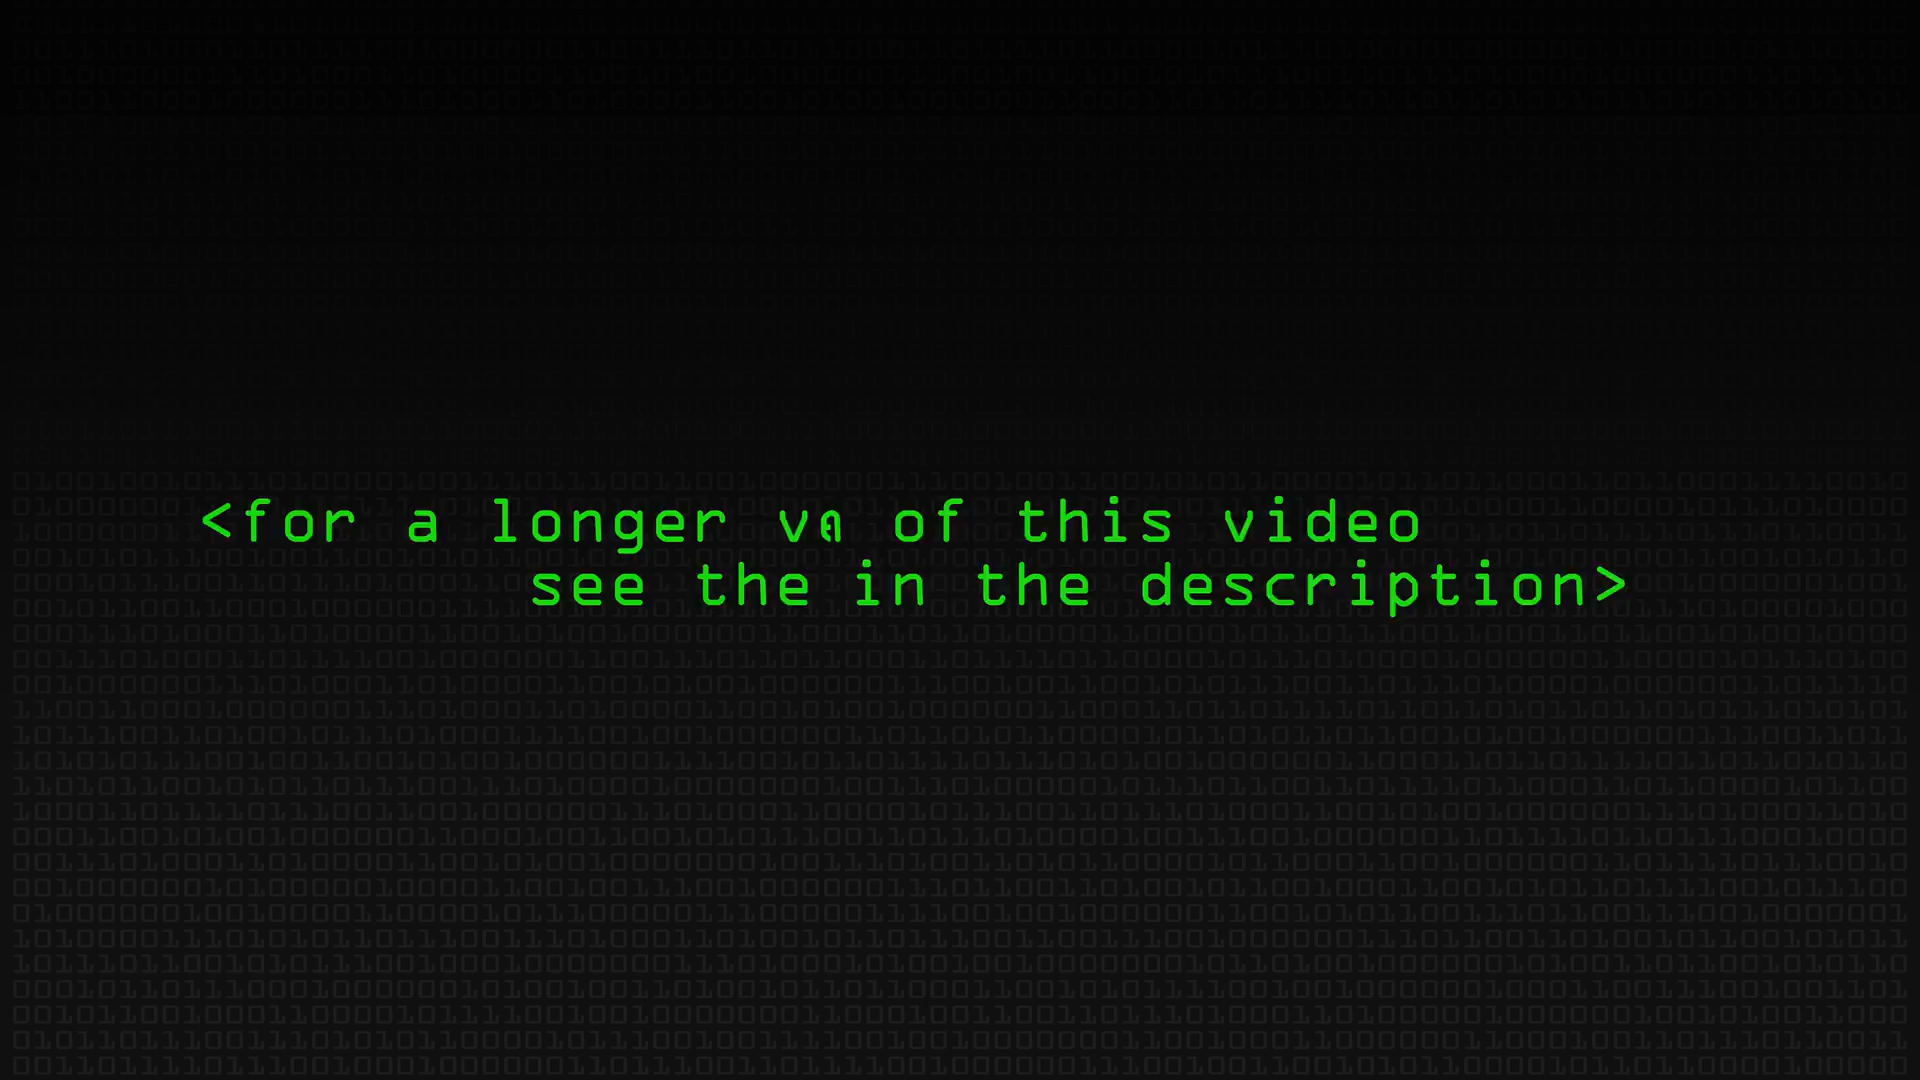 <for a longer of this video
see the in the description>